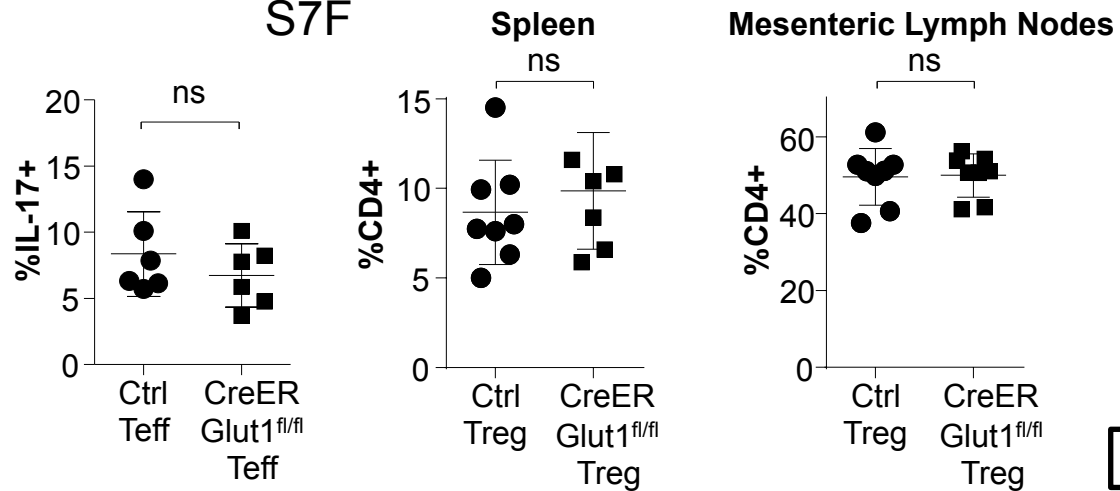 S7F
Spleen
Mesenteric Lymph Nodes
ns
ns
ns
%IL-17+
20
15
10
5
0
Ctrl
Teff
CreER
Glut1fl/fl
Teff
%CD4+
15
10
5
0
Ctrl
Treg
CreER
Glut1fl/fl
Treg
%CD4+
60
40
20
0
Ctrl
Treg
CreER
Glut1fl/fl
Treg